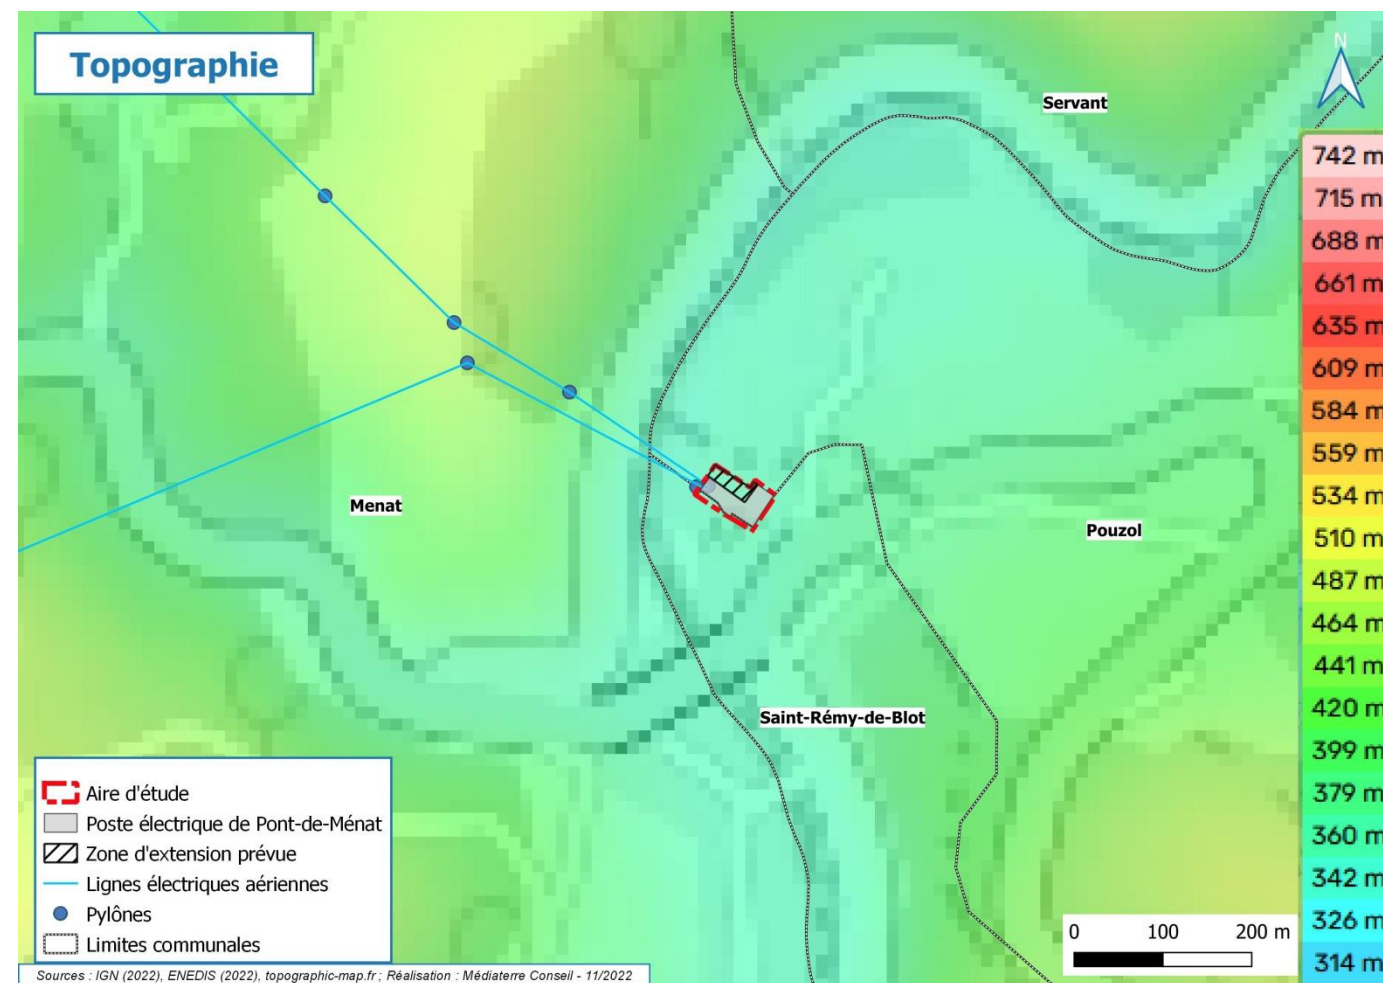 Topographie
N
Servant
742 m
715 m
688 m
661 m
635 m
609 m
584 m
559 m
534 m
510 m
487 m
464 m
441 m
420 m
399 m
379 m
360 m
342 m
326 m
314 m
Menat
Pouzol
Saint-Rémy-de-Blot
Aire d'étude
Poste électrique de Pont-de-Ménat
Zone d'extension prévue
Lignes électriques aériennes
Pylônes
Limites communales
0 100 200 m
Sources : IGN (2022), ENEDIS (2022), topographic-map.fr ; Réalisation : Médiaterre Conseil - 11/2022